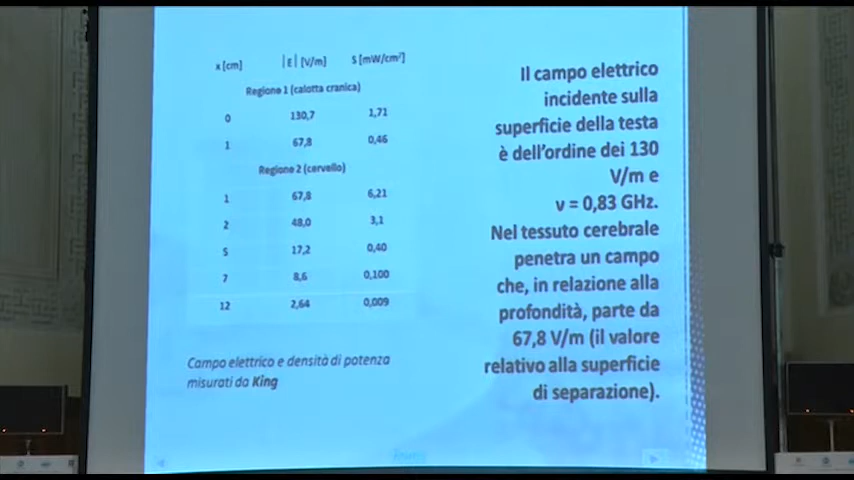 x [cm] |E| [V/m] S [mW/cm²]
Regione 1 (calotta cranica)
0 130,7 1,71
1 67,8 0,46
Regione 2 (cervello)
1 67,8 6,21
2 48,0 3,1
5 17,2 0,40
7 8,6 0,100
12 2,64 0,009
Campo elettrico e densità di potenza
misurati da King
Il campo elettrico
incidente sulla
superficie della testa
è dell'ordine dei 130
V/m e
ν = 0,83 GHz.
Nel tessuto cerebrale
penetra un campo
che, in relazione alla
profondità, parte da
67,8 V/m (il valore
relativo alla superficie
di separazione).